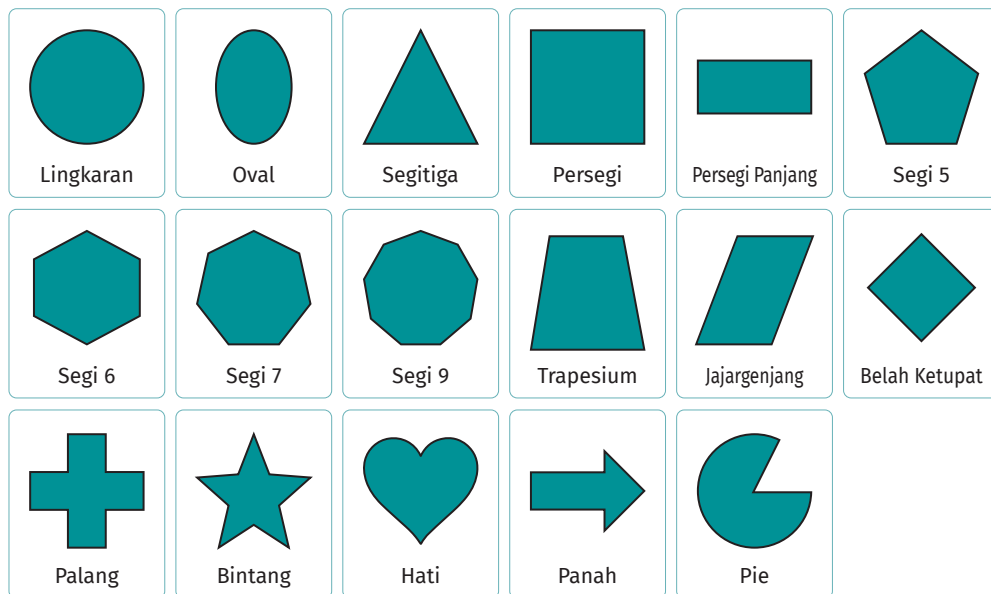 Lingkaran
Oval
Segitiga
Persegi
Persegi Panjang
Segi 5
Segi 6
Segi 7
Segi 9
Trapesium
Jajargenjang
Belah Ketupat
Palang
Bintang
Hati
Panah
Pie